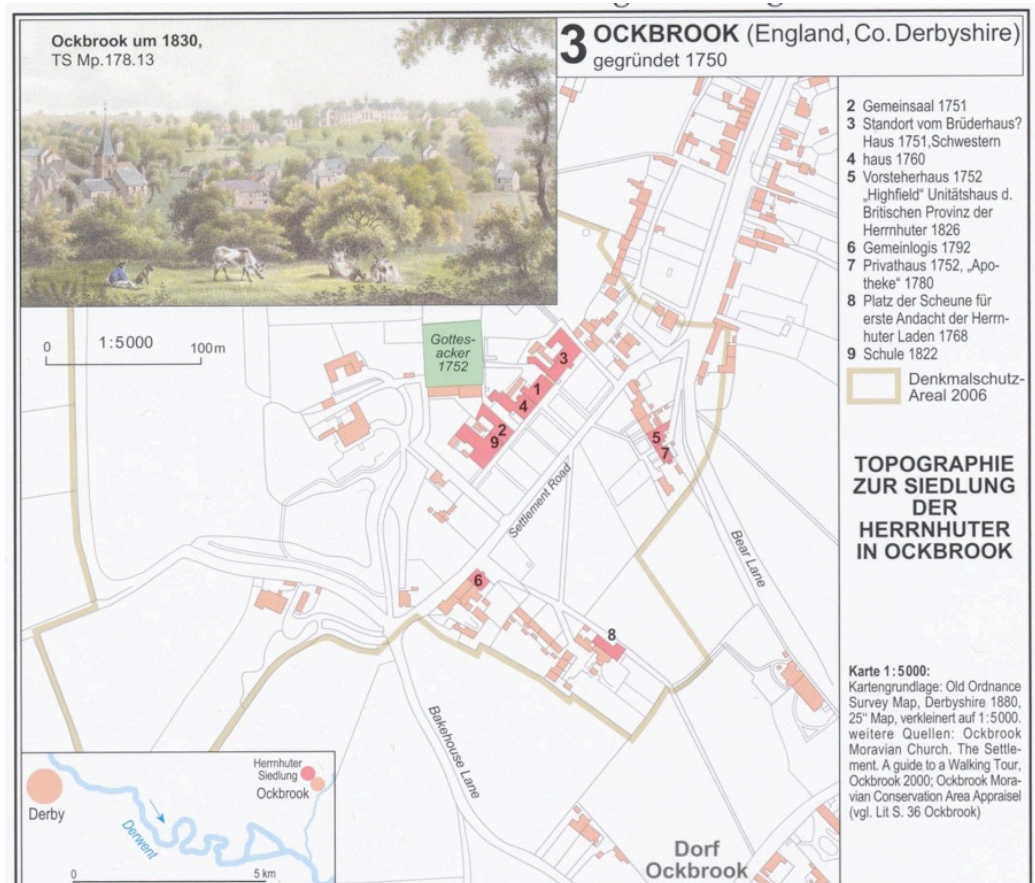 Ockbrook um 1830,
TS Mp.178.13
3 OCKBROOK (England, Co. Derbyshire)
gegründet 1750
2 Gemeinsaal 1751
3 Standort vom Brüderhaus?
Haus 1751,Schwestern
4 haus 1760
5 Vorsteherhaus 1752
„Highfield" Unitätshaus d.
Britischen Provinz der
Herrnhuter 1826
6 Gemeinlogis 1792
7 Privathaus 1752, „Apo-
theke" 1780
8 Platz der Scheune für
erste Andacht der Herrn-
huter Laden 1768
9 Schule 1822
Denkmalschutz-
Areal 2006
TOPOGRAPHIE
ZUR SIEDLUNG
DER
HERRNHUTER
IN OCKBROOK
Karte 1:5000:
Kartengrundlage: Old Ordnance
Survey Map, Derbyshire 1880,
25" Map, verkleinert auf 1:5000.
weitere Quellen: Ockbrook
Moravian Church. The Settle-
ment. A guide to a Walking Tour,
Ockbrook 2000; Ockbrook Mora-
vian Conservation Area Appraisel
(vgl. Lit S. 36 Ockbrook)
0 1:5000 100m
Gottes-
acker
1752
3
1
4
2
9
5
7
Settlement Road
Bear Lane
6
8
Bakehouse Lane
Dorf
Ockbrook
Herrnhuter
Siedlung
Ockbrook
Derby
Derwent
0 5 km